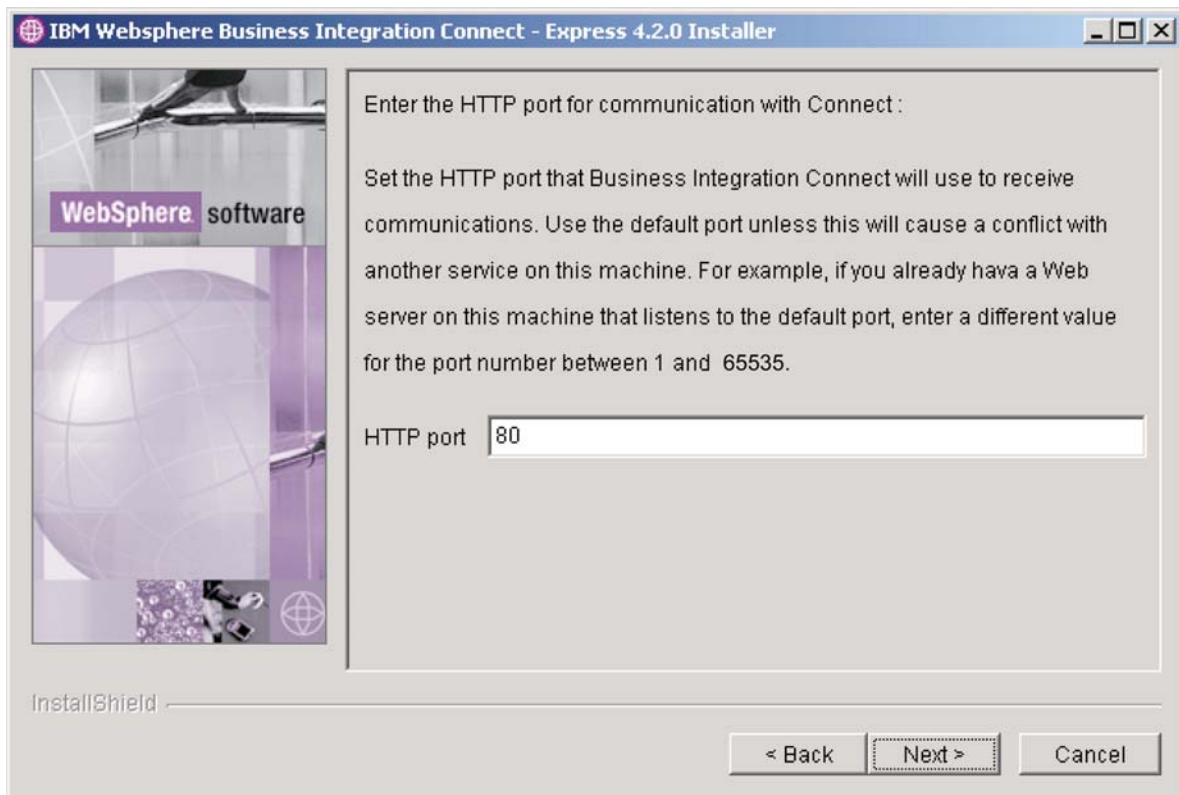 IBM Websphere Business Integration Connect - Express 4.2.0 Installer
WebSphere. software
Enter the HTTP port for communication with Connect :
Set the HTTP port that Business Integration Connect will use to receive
communications. Use the default port unless this will cause a conflict with
another service on this machine. For example, if you already hava a Web
server on this machine that listens to the default port, enter a different value
for the port number between 1 and  65535.
HTTP port 80
InstallShield
< Back Next > Cancel